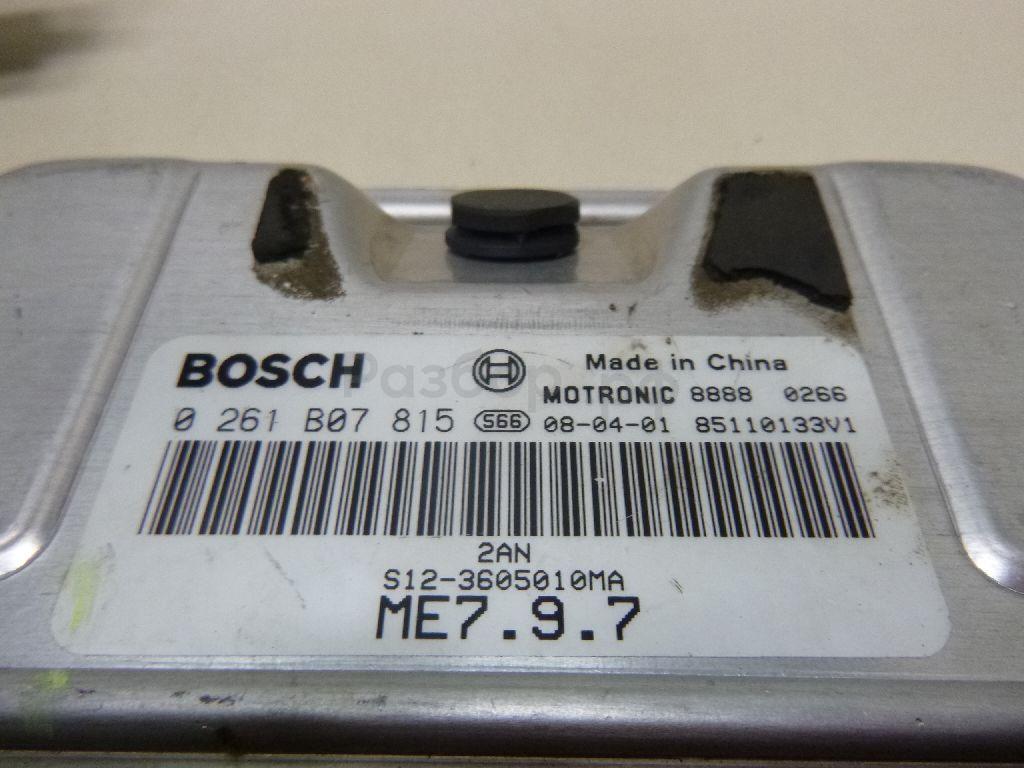 BOSCH Made in China
MOTRONIC 8888 0266
0 261 B07 815 S66 08-04-01 85110133V1
2AN
S12-3605010MA
ME7.9.7